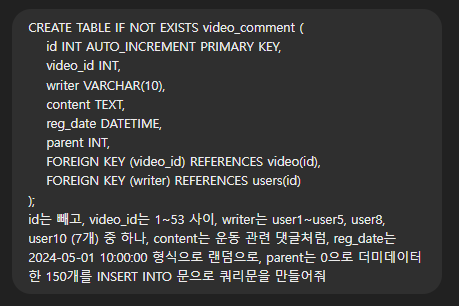 CREATE TABLE IF NOT EXISTS video_comment (
id INT AUTO_INCREMENT PRIMARY KEY,
video_id INT,
writer VARCHAR(10),
content TEXT,
reg_date DATETIME,
parent INT,
FOREIGN KEY (video_id) REFERENCES video(id),
FOREIGN KEY (writer) REFERENCES users(id)
);
id는 빼고, video_id는 1~53 사이, writer는 user1~user5, user8,
user10 (7개) 중 하나, content는 운동 관련 댓글처럼, reg_date는
2024-05-01 10:00:00 형식으로 랜덤으로, parent는 0으로 더미데이터
한 150개를 INSERT INTO 문으로 쿼리문을 만들어줘